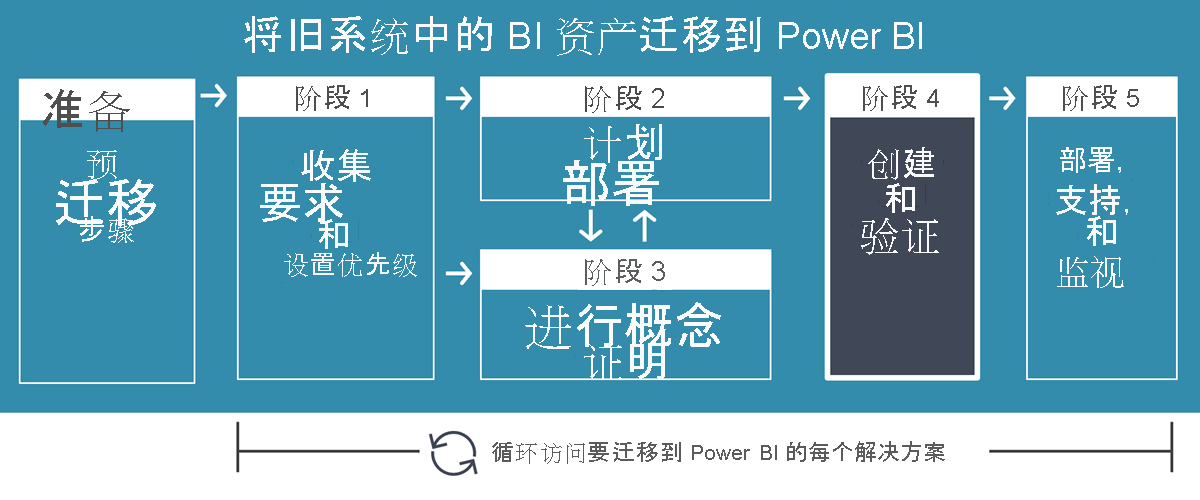 将旧系统中的 BI 资产迁移到 Power BI
准备
预
迁移
步骤
阶段 1
收集
要求
和
设置优先级
阶段 2
计划
部署
阶段 3
进行概念
证明
阶段 4
创建
和
验证
阶段 5
部署,
支持,
和
监视
循环访问要迁移到 Power BI 的每个解决方案